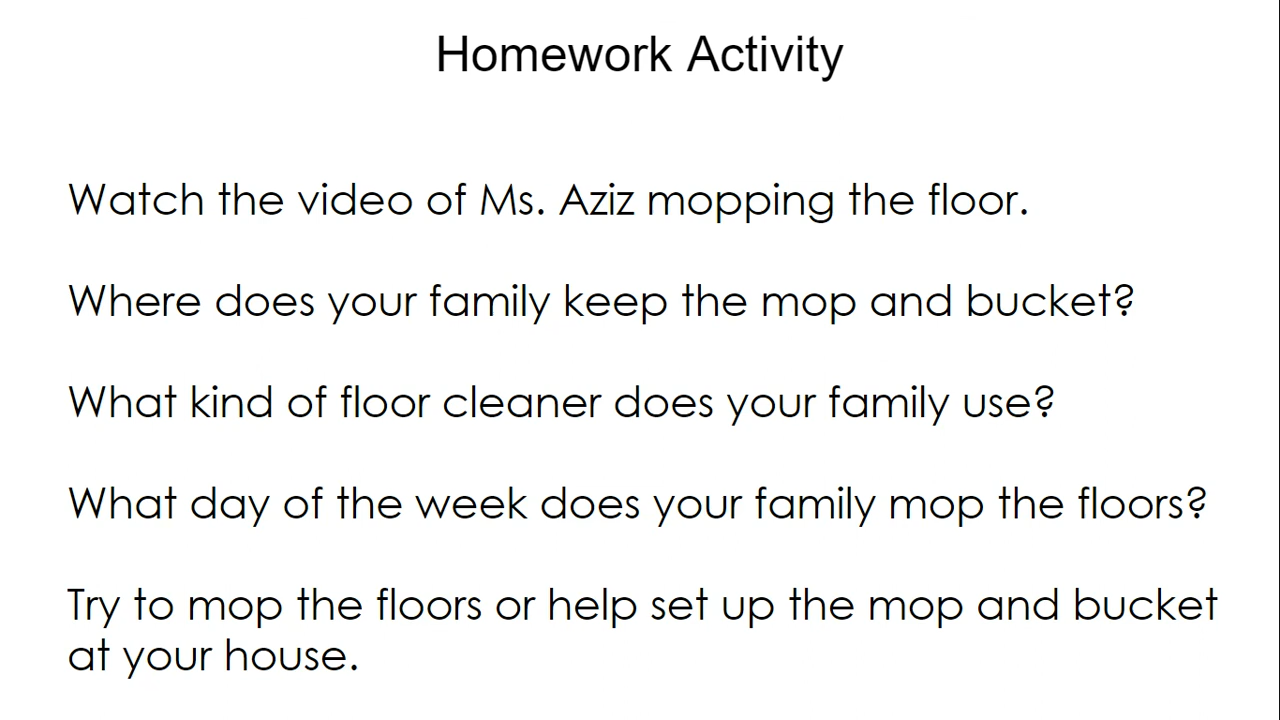 Homework Activity
Watch the video of Ms. Aziz mopping the floor.
Where does your family keep the mop and bucket?
What kind of floor cleaner does your family use?
What day of the week does your family mop the floors?
Try to mop the floors or help set up the mop and bucket
at your house.